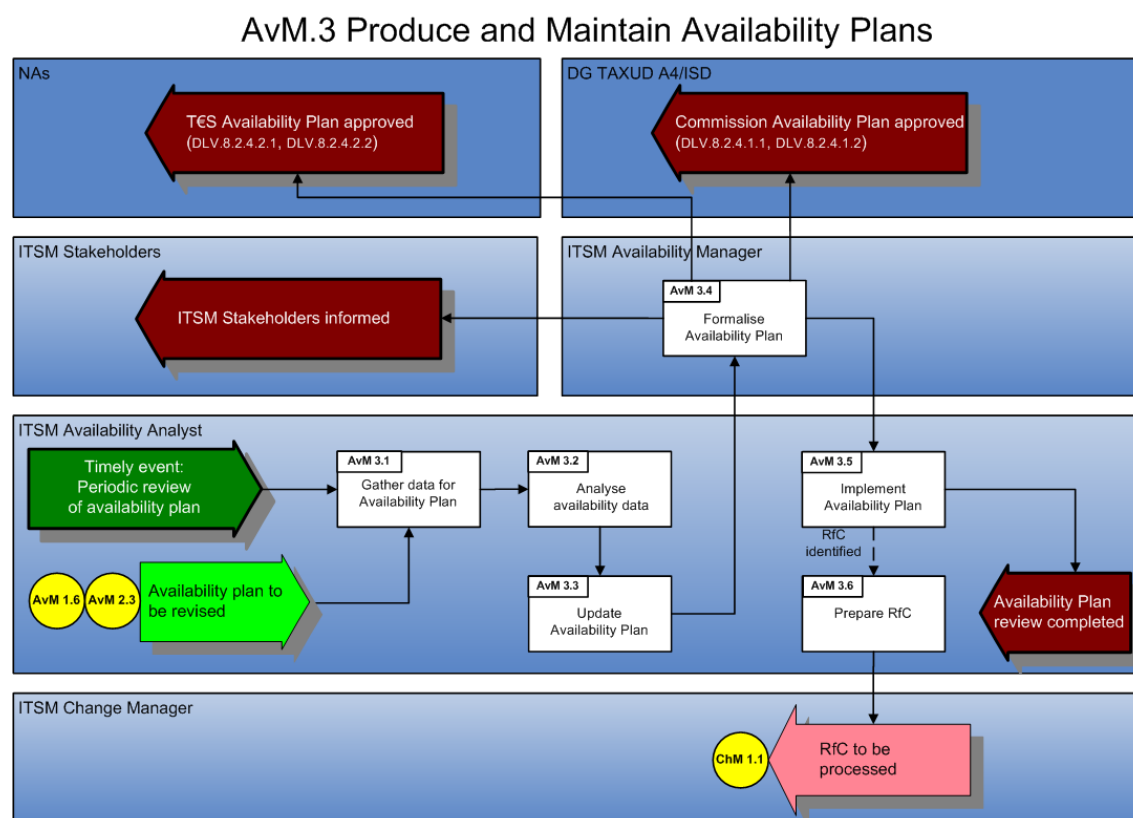 AvM.3 Produce and Maintain Availability Plans
NAs
T€S Availability Plan approved
(DLV.8.2.4.2.1, DLV.8.2.4.2.2)
DG TAXUD A4/ISD
Commission Availability Plan approved
(DLV.8.2.4.1.1, DLV.8.2.4.1.2)
ITSM Stakeholders
ITSM Stakeholders informed
ITSM Availability Manager
AvM 3.4
Formalise
Availability Plan
ITSM Availability Analyst
Timely event:
Periodic review
of availability plan
AvM 3.1
Gather data for
Availability Plan
AvM 3.2
Analyse
availability data
AvM 3.5
Implement
Availability Plan
RfC
identified
AvM 1.6
AvM 2.3
Availability plan to
be revised
AvM 3.3
Update
Availability Plan
AvM 3.6
Prepare RfC
Availability Plan
review completed
ITSM Change Manager
ChM 1.1
RfC to be
processed